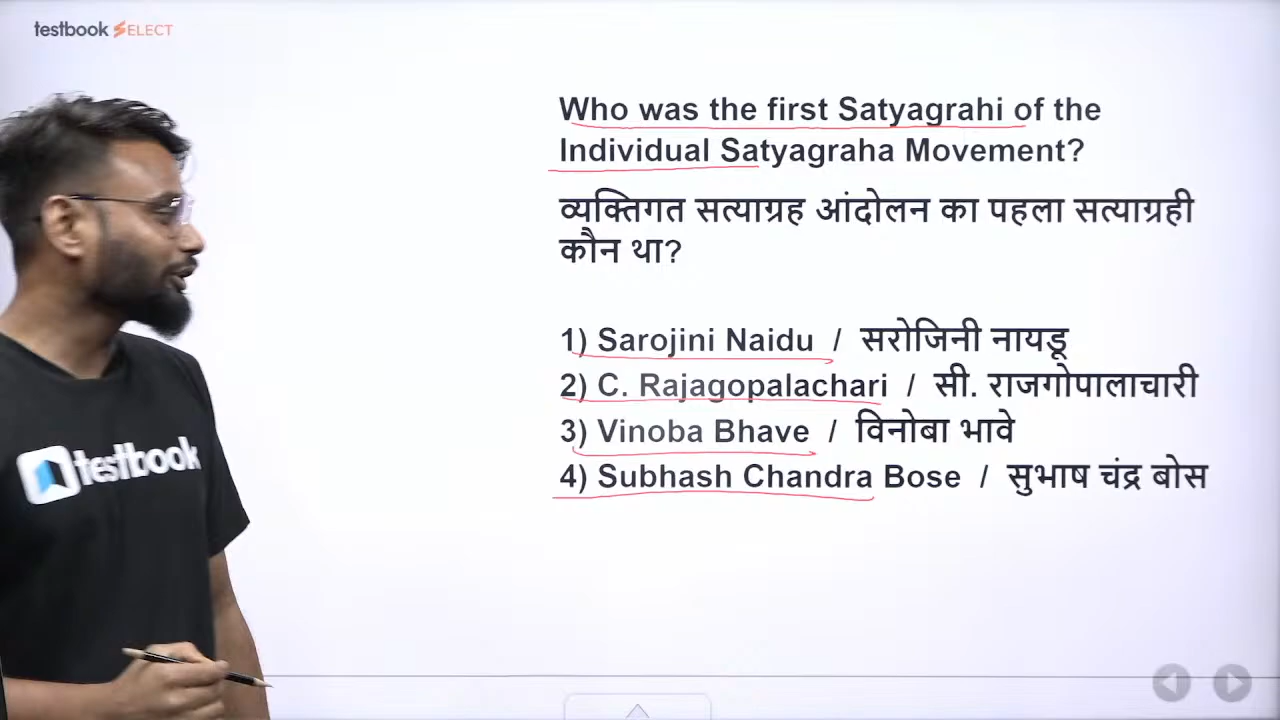 testbook SELECT
Who was the first Satyagrahi of the
Individual Satyagraha Movement?
व्यक्तिगत सत्याग्रह आंदोलन का पहला सत्याग्रही
कौन था?
1) Sarojini Naidu / सरोजिनी नायडू
2) C. Rajagopalachari / सी. राजगोपालाचारी
3) Vinoba Bhave / विनोबा भावे
4) Subhash Chandra Bose / सुभाष चंद्र बोस
testbook